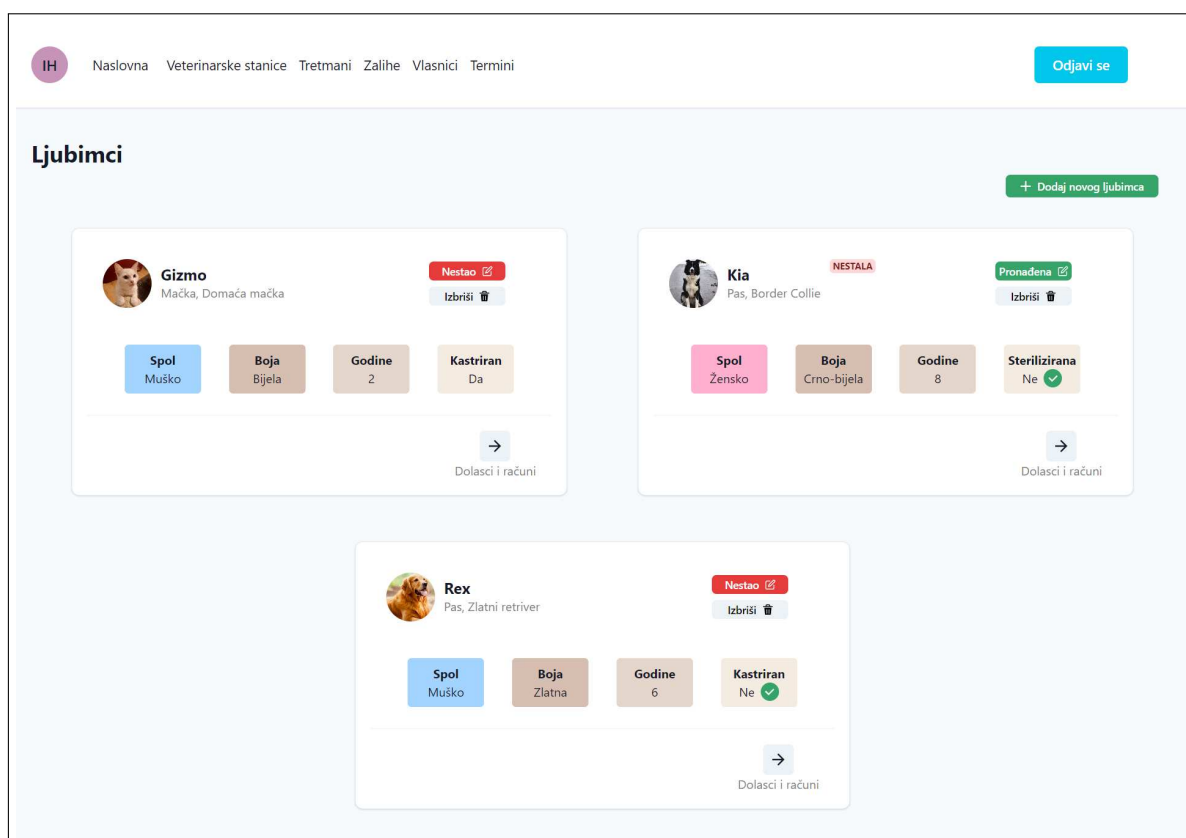 IH
Naslovna Veterinarske stanice Tretmani Zalihe Vlasnici Termini
Odjavi se
Ljubimci
+ Dodaj novog ljubimca
Gizmo
Mačka, Domaća mačka
Nestao
Izbriši
Spol
Muško
Boja
Bijela
Godine
2
Kastriran
Da
Dolasci i računi
Kia
Pas, Border Collie
NESTALA
Pronađena
Izbriši
Spol
Žensko
Boja
Crno-bijela
Godine
8
Sterilizirana
Ne
Dolasci i računi
Rex
Pas, Zlatni retriver
Nestao
Izbriši
Spol
Muško
Boja
Zlatna
Godine
6
Kastriran
Ne
Dolasci i računi